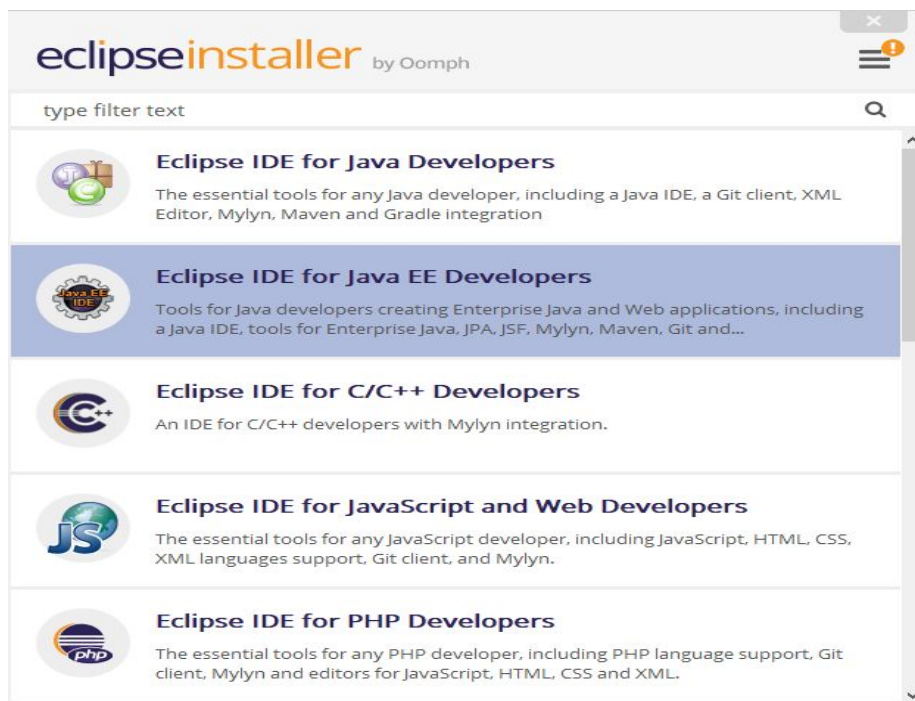 eclipseinstaller by Oomph
type filter text
Eclipse IDE for Java Developers
The essential tools for any Java developer, including a Java IDE, a Git client, XML
Editor, Mylyn, Maven and Gradle integration
Java EE
IDE
Eclipse IDE for Java EE Developers
Tools for Java developers creating Enterprise Java and Web applications, including
a Java IDE, tools for Enterprise Java, JPA, JSF, Mylyn, Maven, Git and...
C++
Eclipse IDE for C/C++ Developers
An IDE for C/C++ developers with Mylyn integration.
JS
Eclipse IDE for JavaScript and Web Developers
The essential tools for any JavaScript developer, including JavaScript, HTML, CSS,
XML languages support, Git client, and Mylyn.
php
Eclipse IDE for PHP Developers
The essential tools for any PHP developer, including PHP language support, Git
client, Mylyn and editors for JavaScript, HTML, CSS and XML.